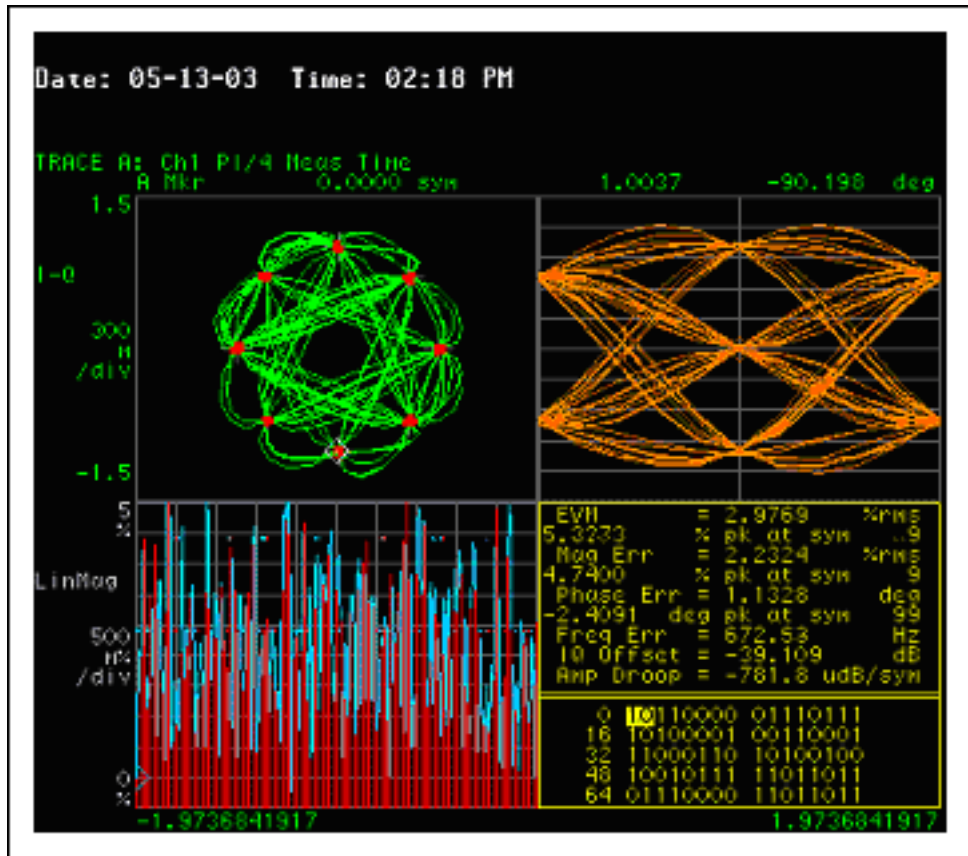 Date: 05-13-03 Time: 02:18 PM
TRACE A: Ch1 PI/4 Meas Time
A Mkr 0.0000 sym 1.0037 -90.198 deg
1.5
I-Q
300
M
/div
-1.5
5
%
LinMag
500
M%
/div
0
%
-1.9736841917 1.9736841917
EVM = 2.9769 %rms
5.3233 % pk at sym 9
Mag Err = 2.2324 %rms
4.7400 % pk at sym 9
Phase Err = 1.1328 deg
-2.4091 deg pk at sym 99
Freq Err = 672.53 Hz
IQ Offset = -39.109 dB
Amp Droop = -781.8 udB/sym
0 10110000 01110111
16 10100001 00110001
32 11000110 10100100
48 10010111 11011011
64 01110000 11011011